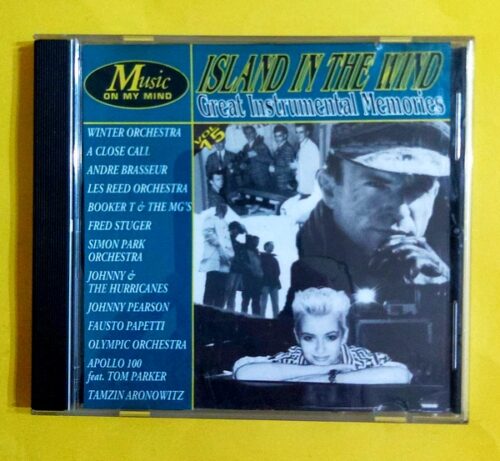 Music
ON MY MIND
ISLAND IN THE WIND
Great Instrumental Memories
VOL
15
WINTER ORCHESTRA
A CLOSE CALL
ANDRE BRASSEUR
LES REED ORCHESTRA
BOOKER T & THE MG'S
FRED STUGER
SIMON PARK
ORCHESTRA
JOHNNY &
THE HURRICANES
JOHNNY PEARSON
FAUSTO PAPETTI
OLYMPIC ORCHESTRA
APOLLO 100
feat. TOM PARKER
TAMZIN ARONOWITZ